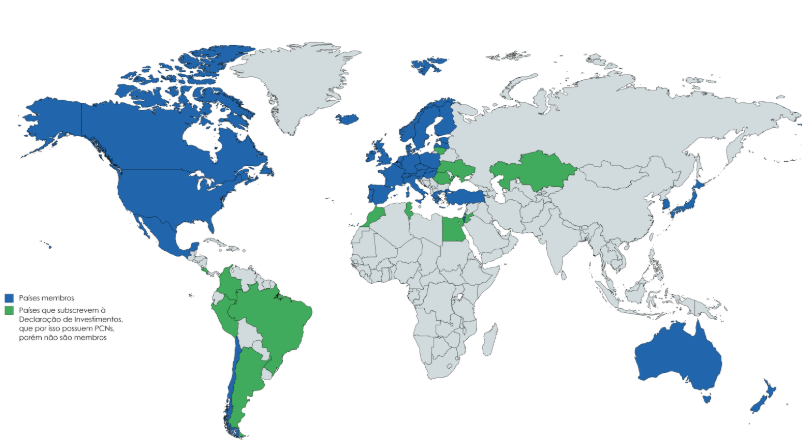 Países membros
Países que subscrevem à
Declaração de Investimentos,
que por isso possuem PCNs,
porém não são membros